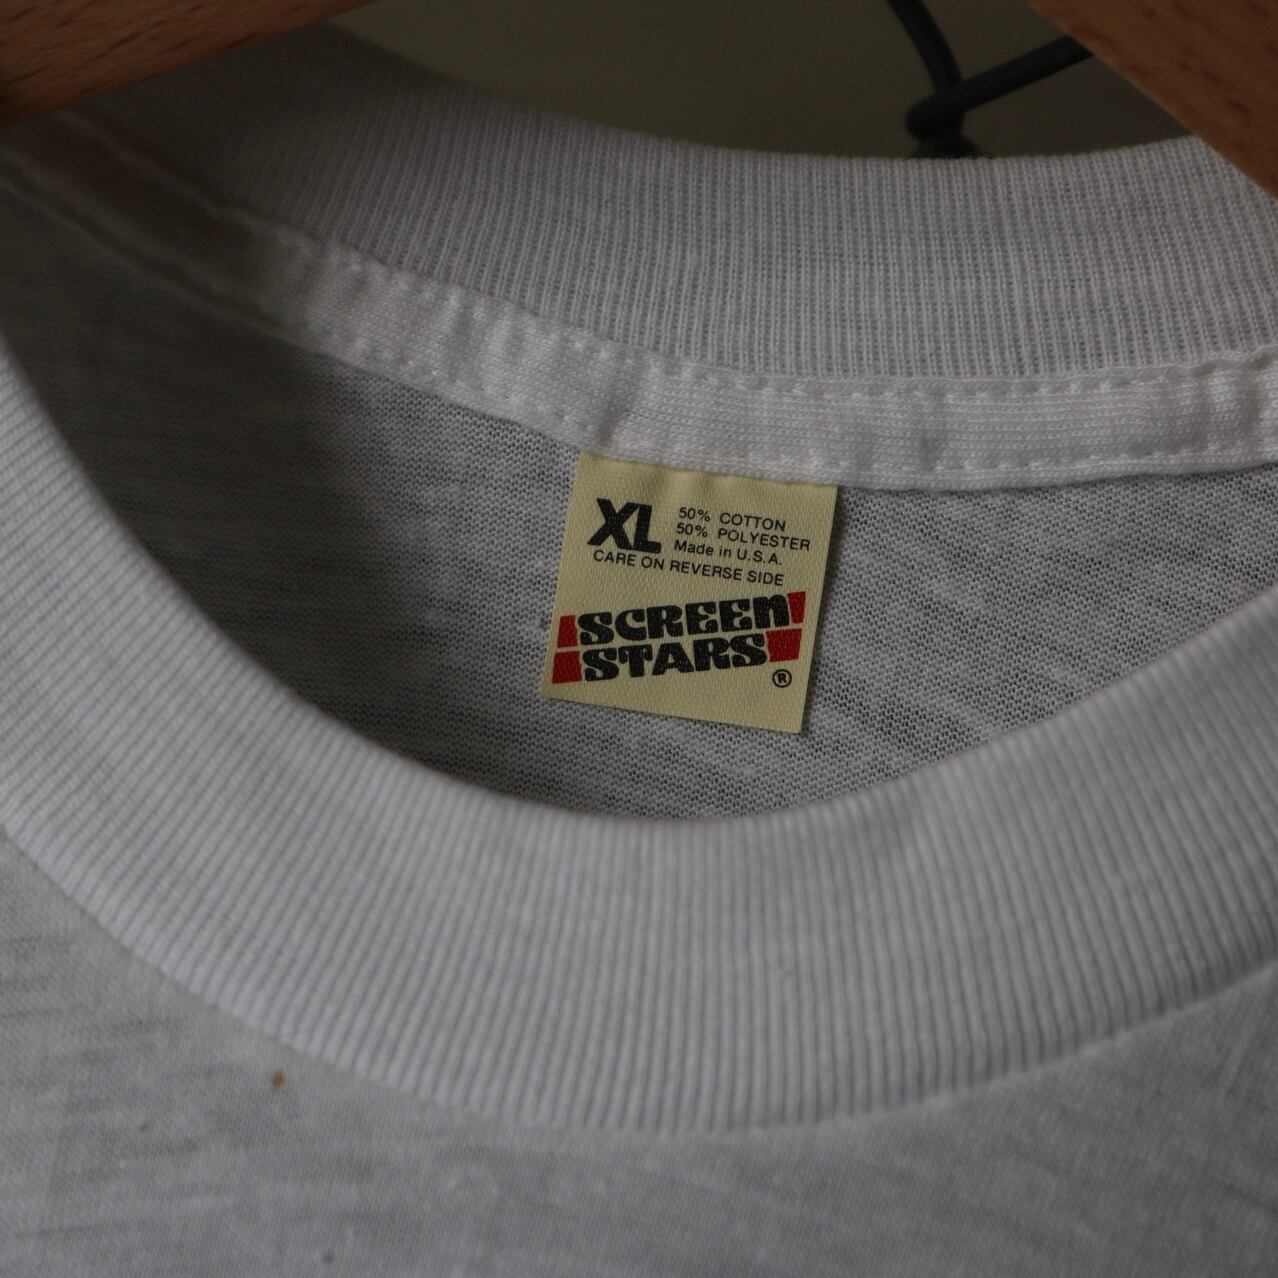 XL 50% COTTON
50% POLYESTER
Made in U.S.A.
CARE ON REVERSE SIDE
SCREEN
STARS
®